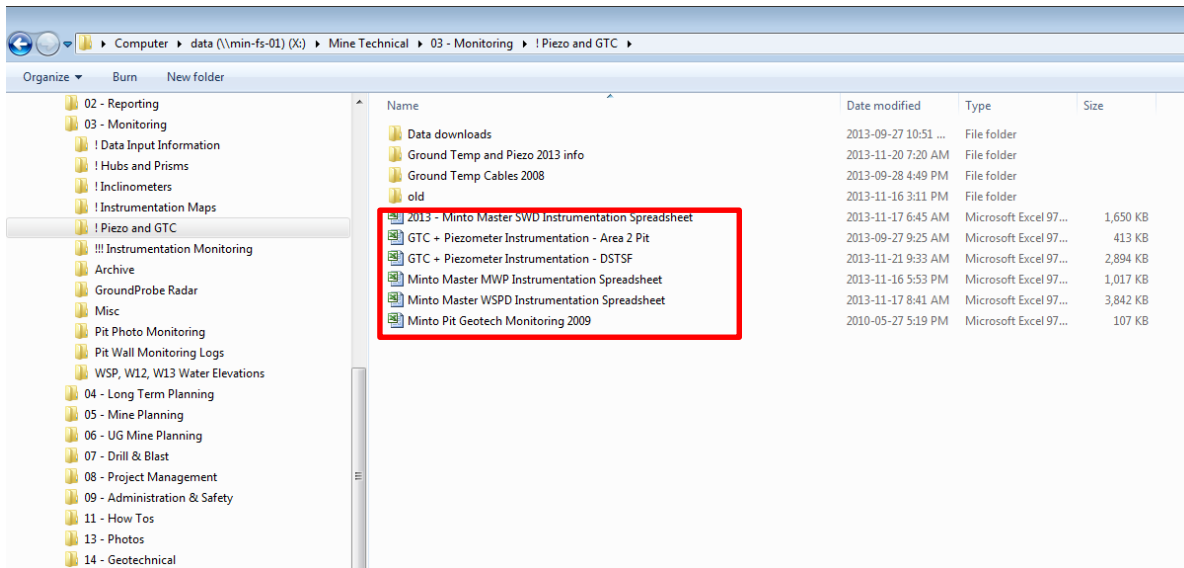 Computer ▸ data (\\min-fs-01) (X:) ▸ Mine Technical ▸ 03 - Monitoring ▸ ! Piezo and GTC ▸
Organize Burn New folder
02 - Reporting
03 - Monitoring
! Data Input Information
! Hubs and Prisms
! Inclinometers
! Instrumentation Maps
! Piezo and GTC
!!! Instrumentation Monitoring
Archive
GroundProbe Radar
Misc
Pit Photo Monitoring
Pit Wall Monitoring Logs
WSP, W12, W13 Water Elevations
04 - Long Term Planning
05 - Mine Planning
06 - UG Mine Planning
07 - Drill & Blast
08 - Project Management
09 - Administration & Safety
11 - How Tos
13 - Photos
14 - Geotechnical
Name Date modified Type Size
Data downloads 2013-09-27 10:51 ... File folder
Ground Temp and Piezo 2013 info 2013-11-20 7:20 AM File folder
Ground Temp Cables 2008 2013-09-28 4:49 PM File folder
old 2013-11-16 3:11 PM File folder
2013 - Minto Master SWD Instrumentation Spreadsheet 2013-11-17 6:45 AM Microsoft Excel 97... 1,650 KB
GTC + Piezometer Instrumentation - Area 2 Pit 2013-09-27 9:25 AM Microsoft Excel 97... 413 KB
GTC + Piezometer Instrumentation - DSTSF 2013-11-21 9:33 AM Microsoft Excel 97... 2,894 KB
Minto Master MWP Instrumentation Spreadsheet 2013-11-16 5:53 PM Microsoft Excel 97... 1,017 KB
Minto Master WSPD Instrumentation Spreadsheet 2013-11-17 8:41 AM Microsoft Excel 97... 3,842 KB
Minto Pit Geotech Monitoring 2009 2010-05-27 5:19 PM Microsoft Excel 97... 107 KB